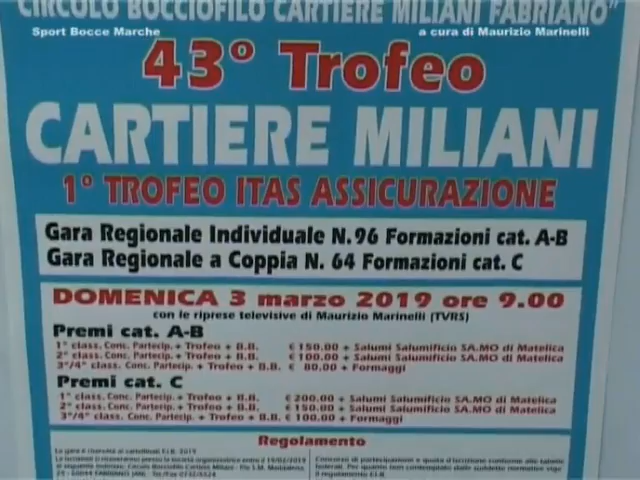 CIRCOLO BOCCIOFILO CARTIERE MILIANI FABRIANO"
Sport Bocce Marche
a cura di Maurizio Marinelli
43° Trofeo
CARTIERE MILIANI
1° TROFEO ITAS ASSICURAZIONE
Gara Regionale Individuale N.96 Formazioni cat. A-B
Gara Regionale a Coppia N. 64 Formazioni cat. C
DOMENICA 3 marzo 2019 ore 9.00
con le riprese televisive di Maurizio Marinelli (TVRS)
Premi cat. A-B
1° class. Conc. Partecip. + Trofeo + B.B. € 150.00 + Salumi Salumificio SA.MO di Matelica
2° class. Conc. Partecip. + Trofeo + B.B. € 100.00 + Salumi Salumificio SA.MO di Matelica
3°/4° class. Conc. Partecip. + Trofeo + B.B. € 80.00 + Formaggi
Premi cat. C
1° class. Conc. Partecip. + Trofeo + B.B. € 200.00 + Salumi Salumificio SA.MO di Matelica
2° class. Conc. Partecip. + Trofeo + B.B. € 150.00 + Salumi Salumificio SA.MO di Matelica
3°/4° class. Conc. Partecip. + Trofeo + B.B. € 100.00 + Formaggi
Regolamento